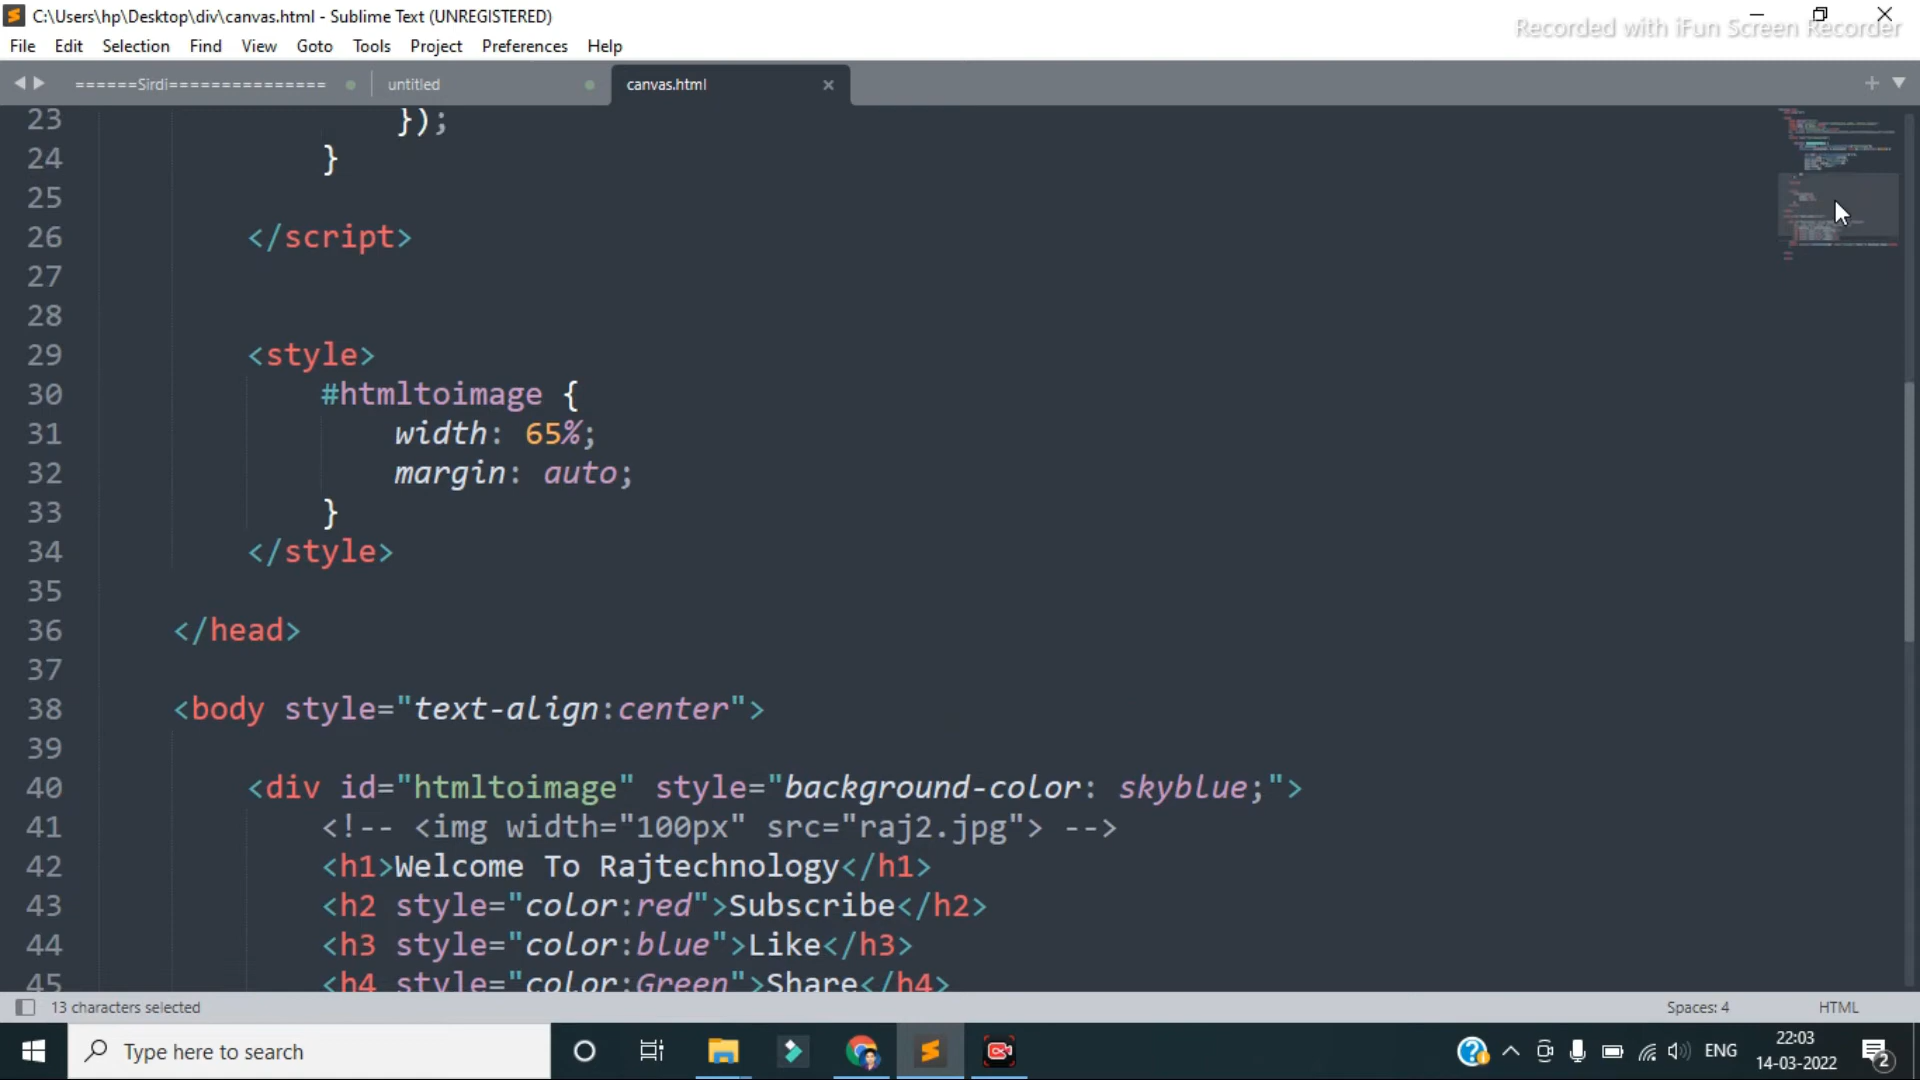 C:\Users\hp\Desktop\div\canvas.html - Sublime Text (UNREGISTERED)
Recorded with iFun Screen Recorder
File Edit Selection Find View Goto Tools Project Preferences Help
======Sirdi=============== untitled canvas.html
23 });
24 }
25
26 </script>
27
28
29 <style>
30 #htmltoimage {
31 width: 65%;
32 margin: auto;
33 }
34 </style>
35
36 </head>
37
38 <body style="text-align:center">
39
40 <div id="htmltoimage" style="background-color: skyblue;">
41 <!-- <img width="100px" src="raj2.jpg"> -->
42 <h1>Welcome To Rajtechnology</h1>
43 <h2 style="color:red">Subscribe</h2>
44 <h3 style="color:blue">Like</h3>
45 <h4 style="color:Green">Share</h4>
13 characters selected Spaces: 4 HTML
Type here to search ENG 22:03
14-03-2022 2